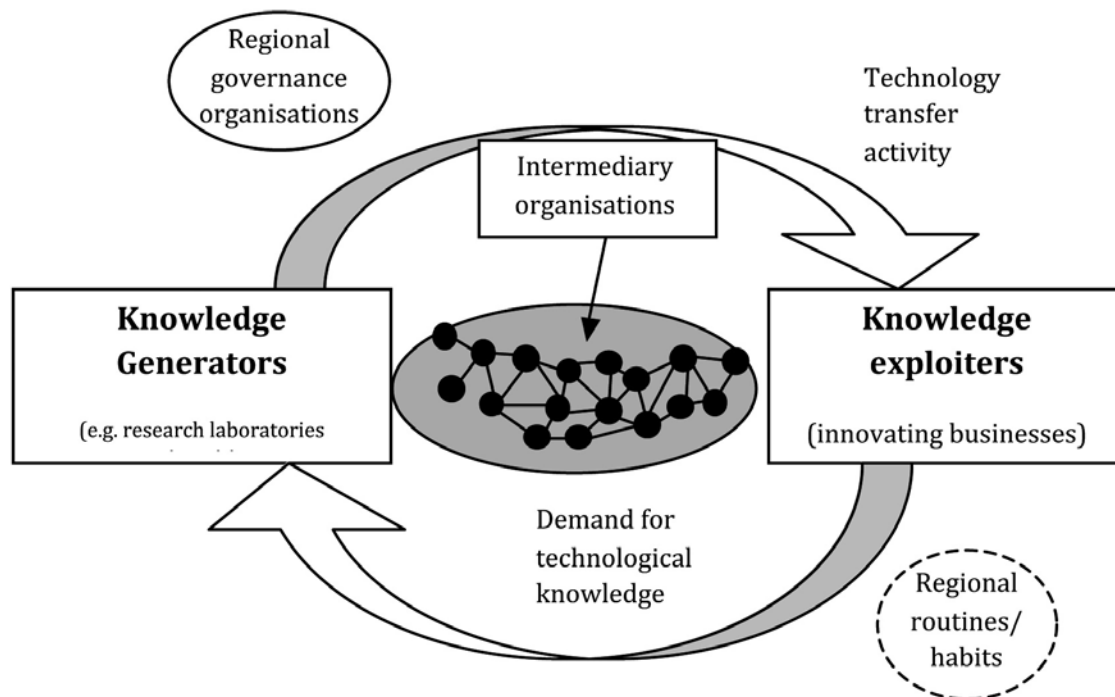 Regional
governance
organisations
Technology
transfer
activity
Intermediary
organisations
Knowledge
Generators
(e.g. research laboratories
Knowledge
exploiters
(innovating businesses)
Demand for
technological
knowledge
Regional
routines/
habits